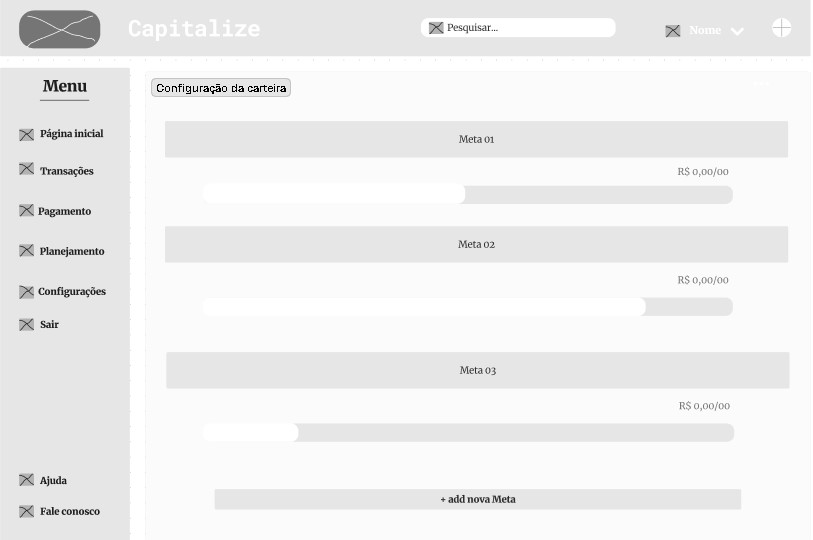 Capitalize
Pesquisar...
Nome
Menu
Página inicial
Transações
Pagamento
Planejamento
Configurações
Sair
Ajuda
Fale conosco
Configuração da carteira
Meta 01
R$ 0,00/00
Meta 02
R$ 0,00/00
Meta 03
R$ 0,00/00
+ add nova Meta